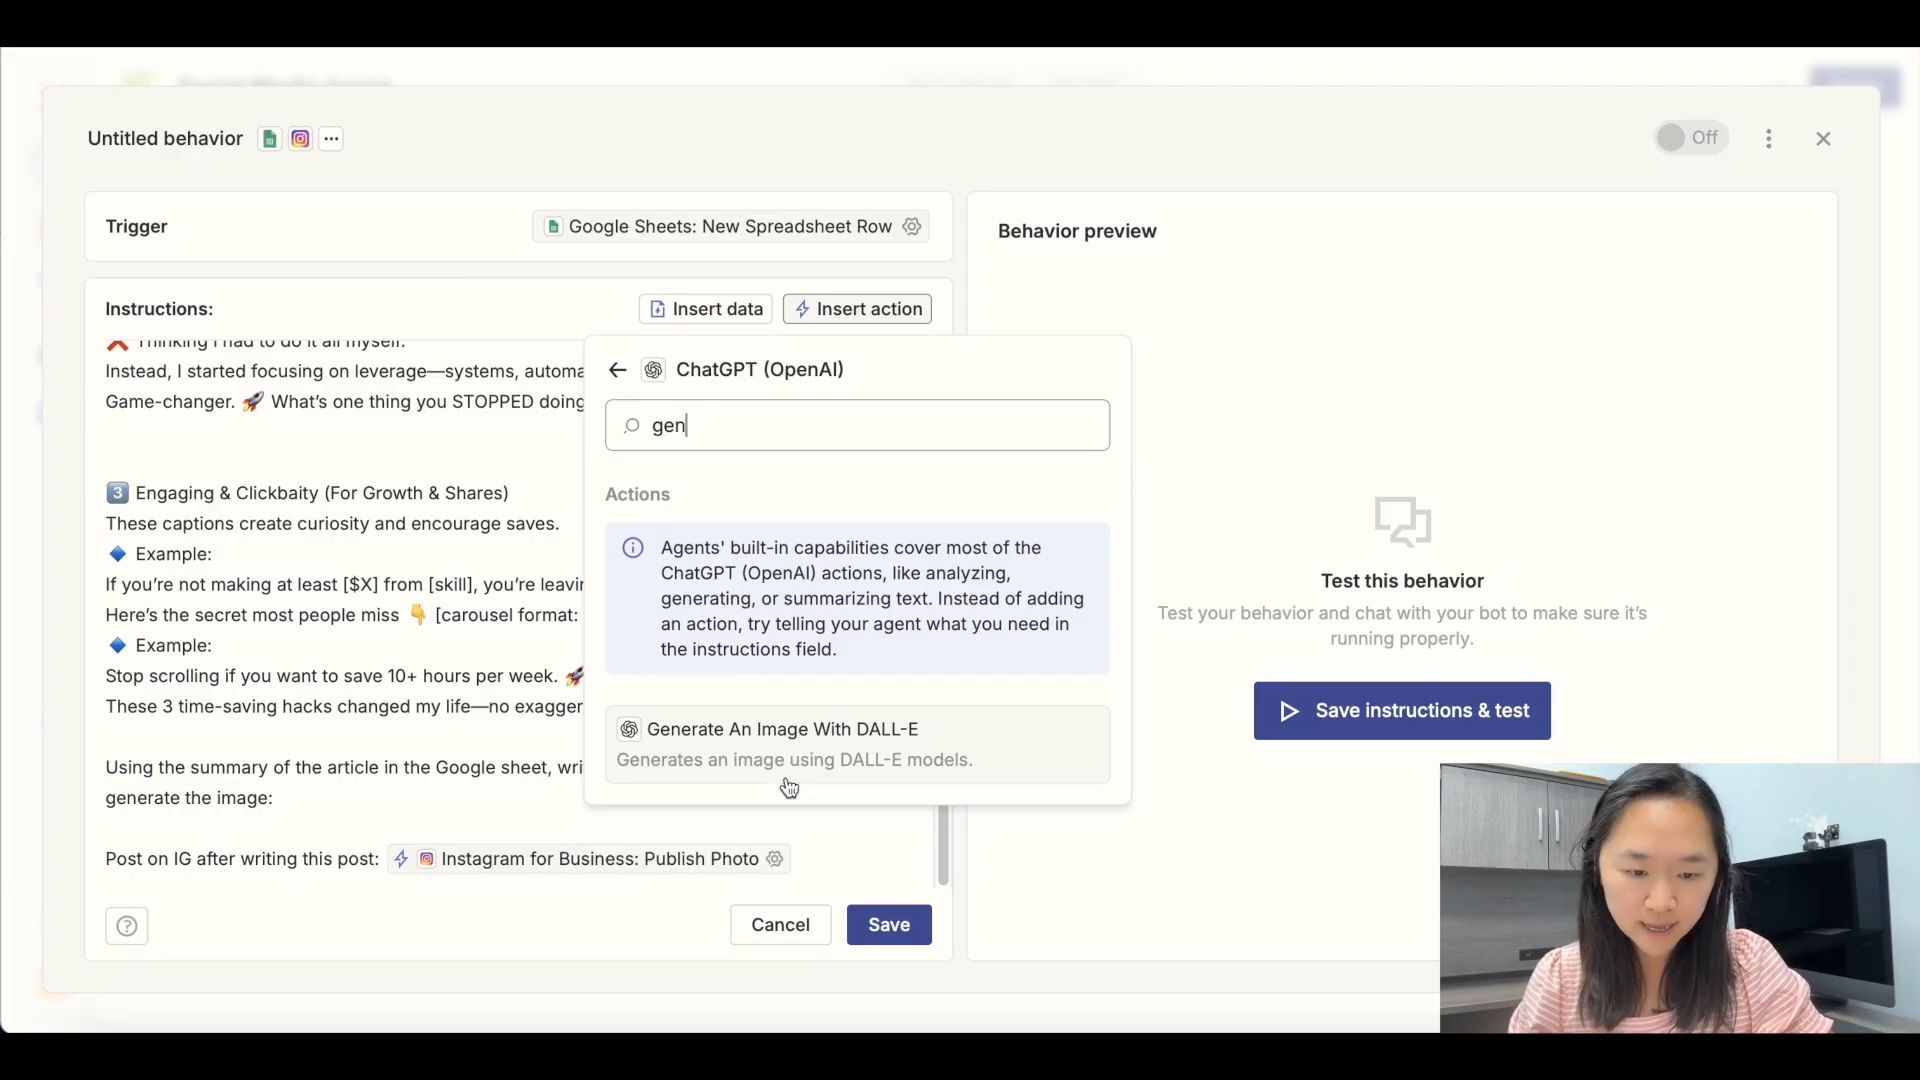 Untitled behavior
Off
Trigger
Google Sheets: New Spreadsheet Row
Behavior preview
Instructions:
Insert data
Insert action
❌ Thinking I had to do it all myself.
Instead, I started focusing on leverage—systems, automa
Game-changer. 🚀 What's one thing you STOPPED doing
3️⃣ Engaging & Clickbaity (For Growth & Shares)
These captions create curiosity and encourage saves.
🔷 Example:
If you're not making at least [$X] from [skill], you're leavin
Here's the secret most people miss 👇 [carousel format:
🔷 Example:
Stop scrolling if you want to save 10+ hours per week. 🚀
These 3 time-saving hacks changed my life—no exagger
Using the summary of the article in the Google sheet, wri
generate the image:
Post on IG after writing this post: Instagram for Business: Publish Photo
Cancel
Save
ChatGPT (OpenAI)
gen
Actions
Agents' built-in capabilities cover most of the
ChatGPT (OpenAI) actions, like analyzing,
generating, or summarizing text. Instead of adding
an action, try telling your agent what you need in
the instructions field.
Generate An Image With DALL-E
Generates an image using DALL-E models.
Test this behavior
Test your behavior and chat with your bot to make sure it's
running properly.
Save instructions & test